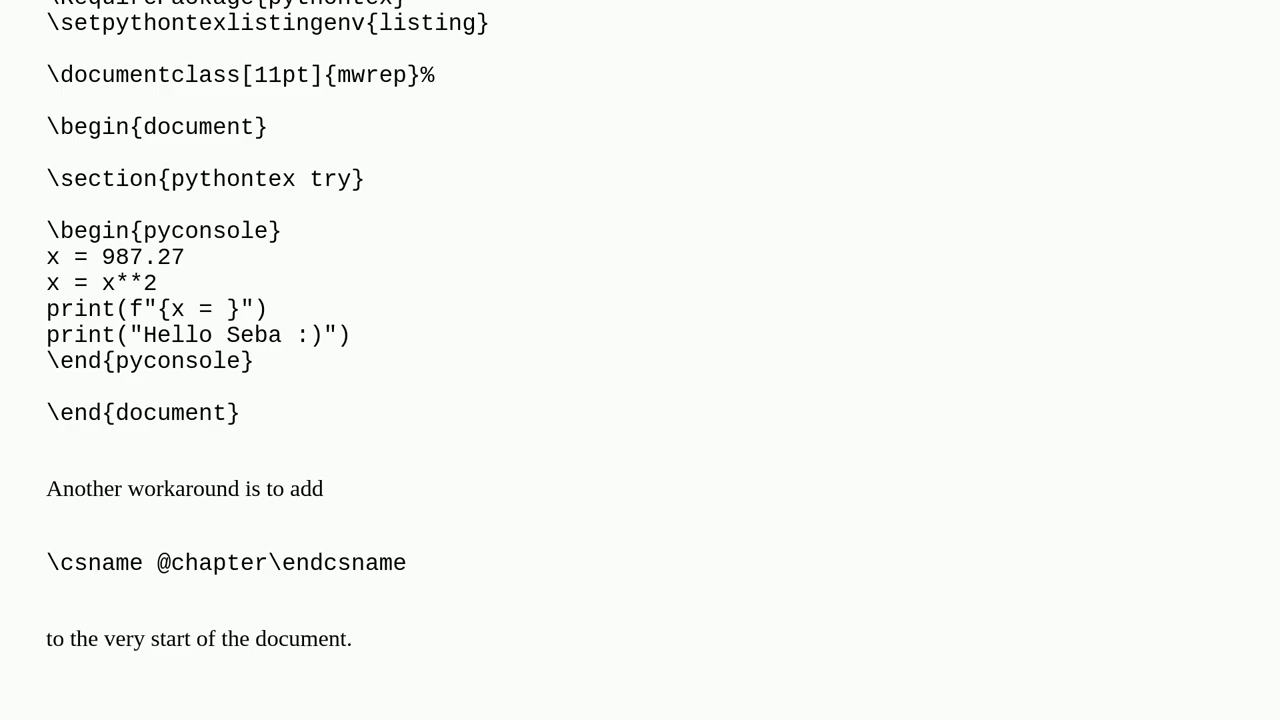 \RequirePackage{pythontex}
\setpythontexlistingenv{listing}
\documentclass[11pt]{mwrep}%
\begin{document}
\section{pythontex try}
\begin{pyconsole}
x = 987.27
x = x**2
print(f"{x = }")
print("Hello Seba :)")
\end{pyconsole}
\end{document}
Another workaround is to add
\csname @chapter\endcsname
to the very start of the document.